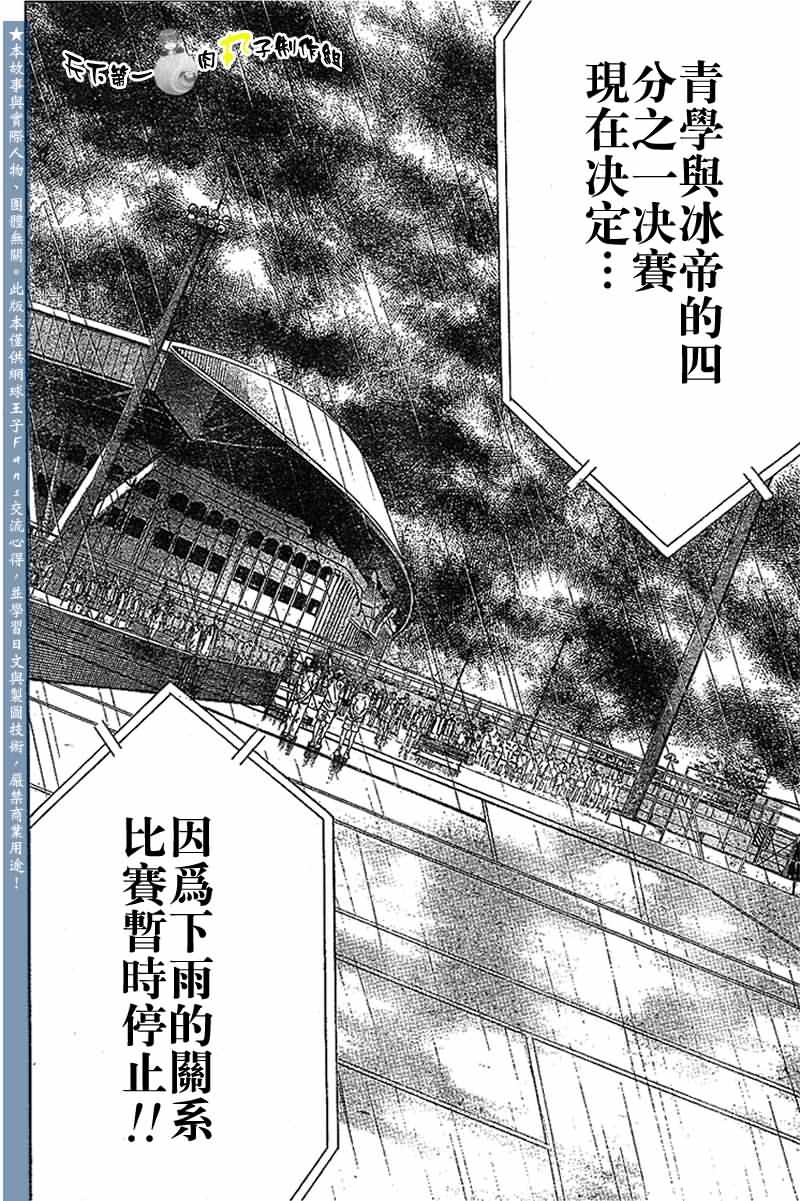 天下第一肉丸子制作組
青學與冰帝的四
分之一決賽
現在決定…
因爲下雨的關系
比賽暫時停止!!
★本故事與實際人物、團體無關。此版本僅供網球王子Fans交流心得,並學習日文與製圖技術,嚴禁商業用途!